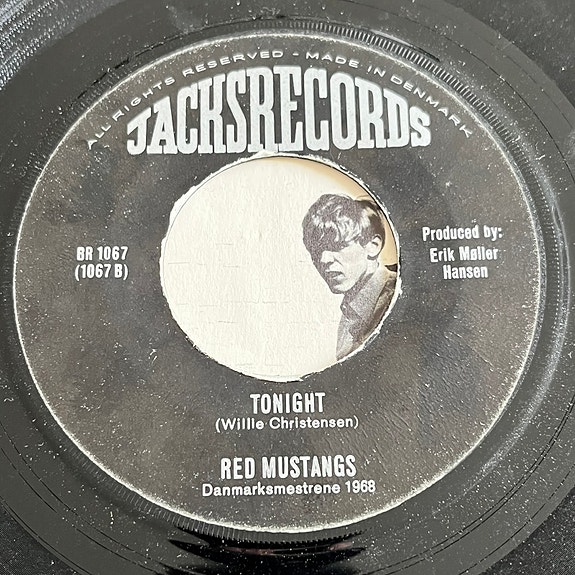 ALL RIGHTS RESERVED - MADE IN DENMARK
JACKSRECORDS
BR 1067
(1067 B)
Produced by:
Erik Møller
Hansen
TONIGHT
(Willie Christensen)
RED MUSTANGS
Danmarksmestrene 1968